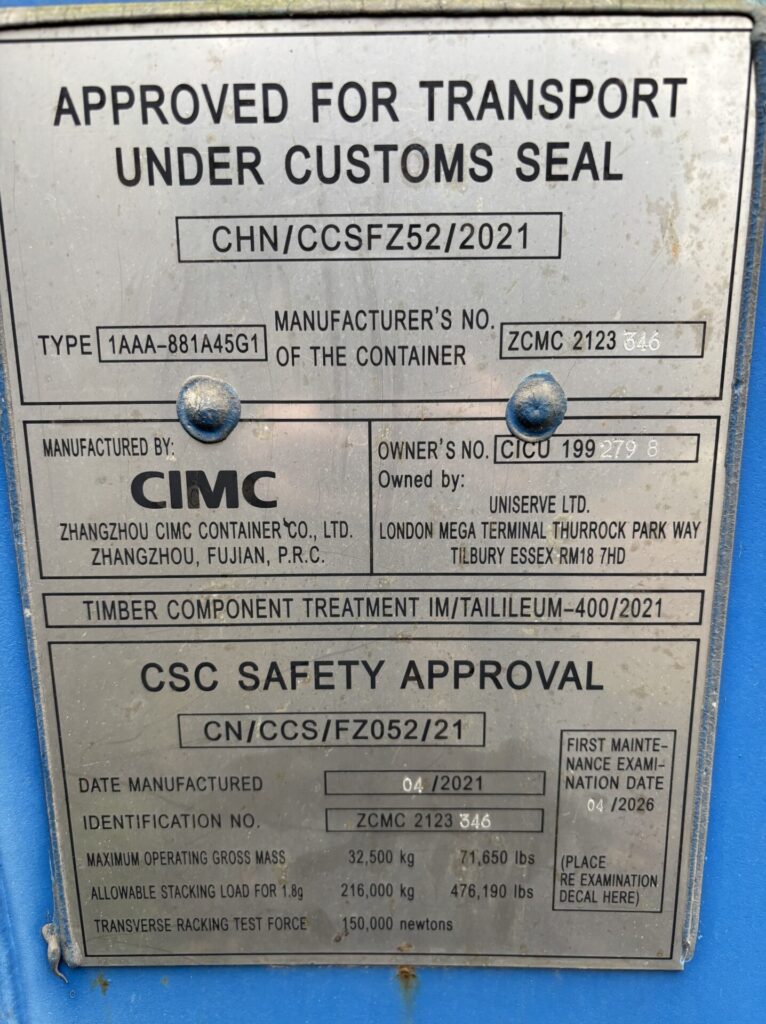 APPROVED FOR TRANSPORT
UNDER CUSTOMS SEAL
CHN/CCSFZ52/2021
TYPE 1AAA-881A45G1
MANUFACTURER'S NO.
OF THE CONTAINER
ZCMC 2123 346
MANUFACTURED BY:
CIMC
ZHANGZHOU CIMC CONTAINER CO., LTD.
ZHANGZHOU, FUJIAN, P.R.C.
OWNER'S NO. CICU 199 279 8
Owned by:
UNISERVE LTD.
LONDON MEGA TERMINAL THURROCK PARK WAY
TILBURY ESSEX RM18 7HD
TIMBER COMPONENT TREATMENT IM/TAILILEUM-400/2021
CSC SAFETY APPROVAL
CN/CCS/FZ052/21
DATE MANUFACTURED 04 /2021
IDENTIFICATION NO. ZCMC 2123 346
MAXIMUM OPERATING GROSS MASS 32,500 kg 71,650 lbs
ALLOWABLE STACKING LOAD FOR 1.8g 216,000 kg 476,190 lbs
TRANSVERSE RACKING TEST FORCE 150,000 newtons
FIRST MAINTE-
NANCE EXAMI-
NATION DATE
04 /2026
(PLACE
RE EXAMINATION
DECAL HERE)